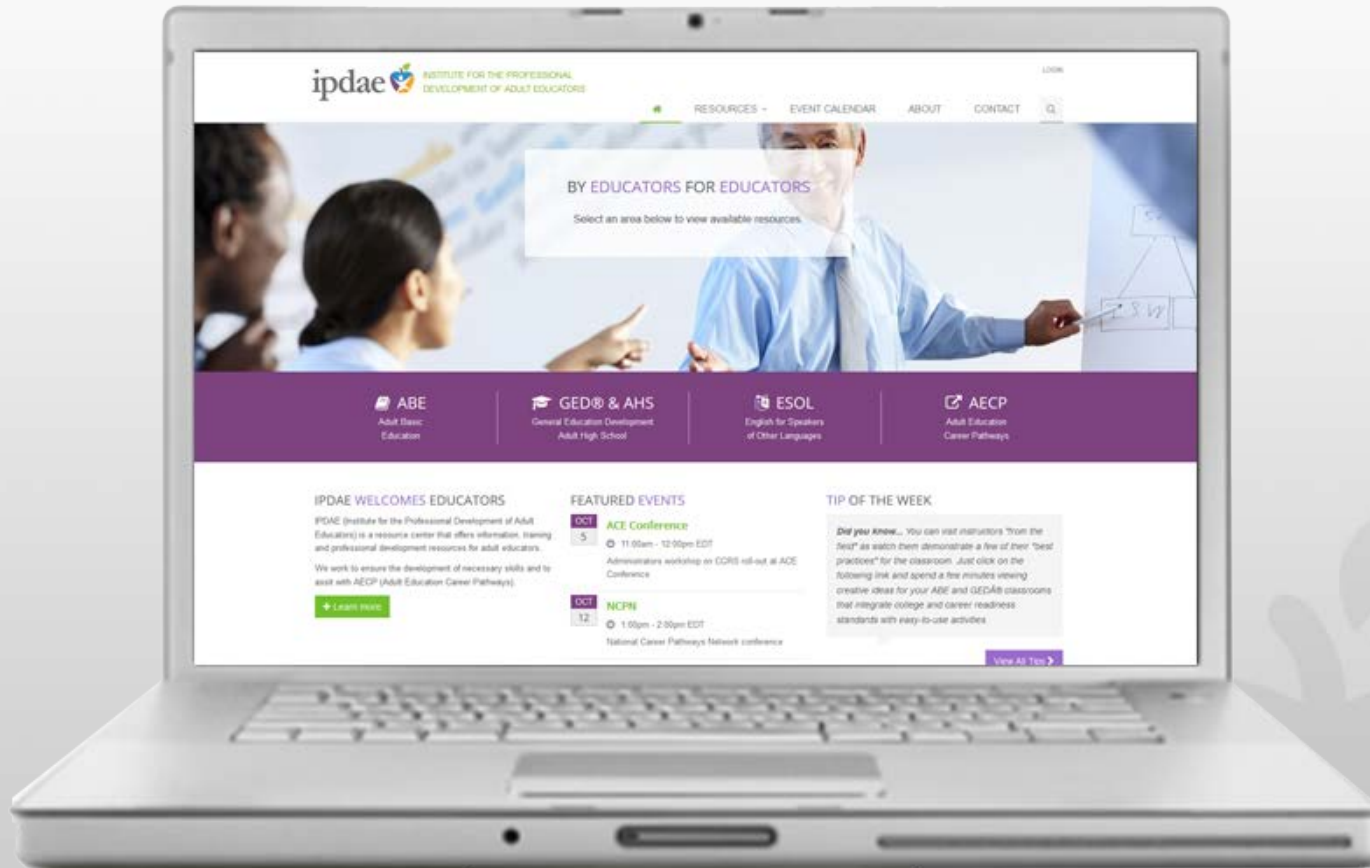 ipdae
INSTITUTE FOR THE PROFESSIONAL
DEVELOPMENT OF ADULT EDUCATORS
LOGIN
RESOURCES
EVENT CALENDAR
ABOUT
CONTACT
BY EDUCATORS FOR EDUCATORS
Select an area below to view available resources.
ABE
Adult Basic
Education
GED® & AHS
General Education Development
Adult High School
ESOL
English for Speakers
of Other Languages
AECP
Adult Education
Career Pathways
IPDAE WELCOMES EDUCATORS
IPDAE (Institute for the Professional Development of Adult
Educators) is a resource center that offers information, training
and professional development resources for adult educators.
We work to ensure the development of necessary skills and to
assist with AECP (Adult Education Career Pathways).
+ Learn more
FEATURED EVENTS
OCT
5
ACE Conference
11:00am - 12:00pm EDT
Administrators workshop on CCRS roll-out at ACE
Conference
OCT
12
NCPN
1:00pm - 2:00pm EDT
National Career Pathways Network conference
TIP OF THE WEEK
Did you know... You can visit instructors "from the
field" as watch them demonstrate a few of their "best
practices" for the classroom. Just click on the
following link and spend a few minutes viewing
creative ideas for your ABE and GEDÂ® classrooms
that integrate college and career readiness
standards with easy-to-use activities.
View All Tips